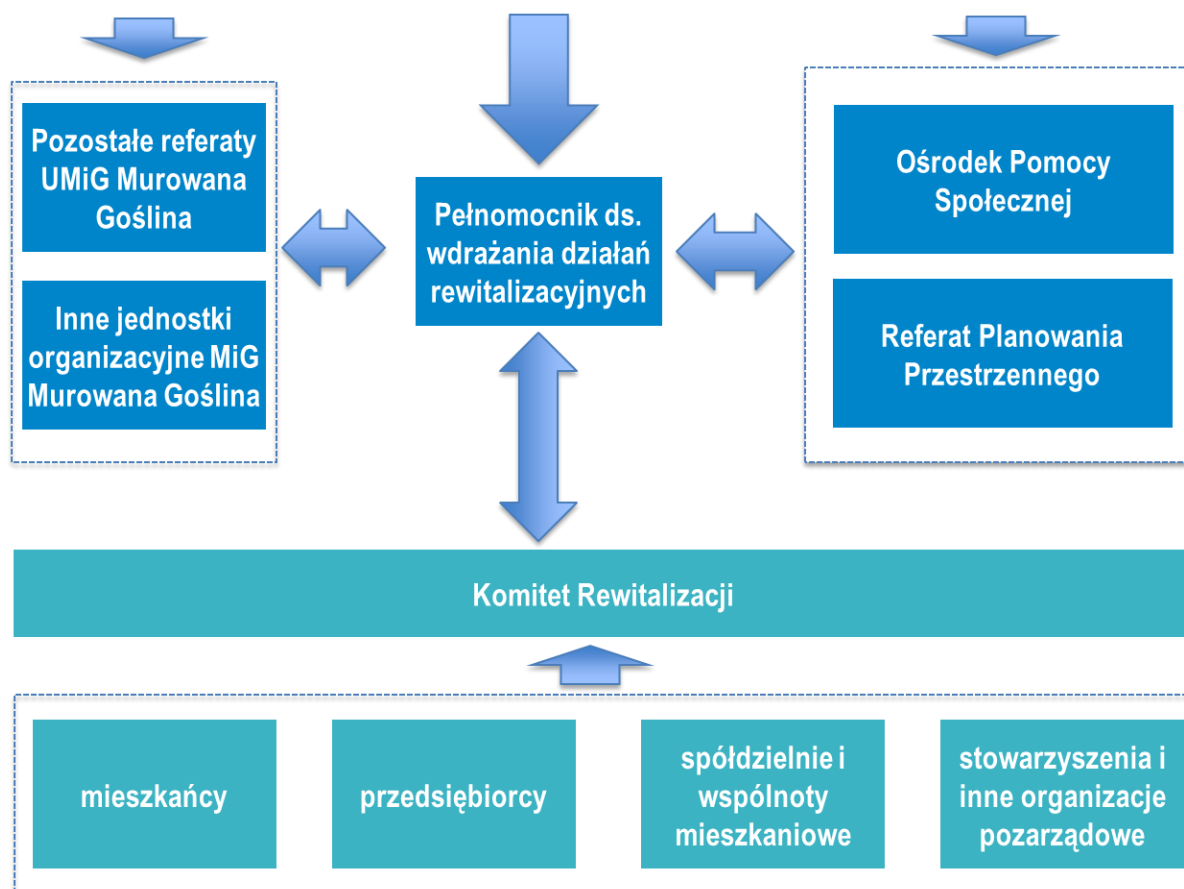 Pozostałe referaty
UMiG Murowana
Goślina
Inne jednostki
organizacyjne MiG
Murowana Goślina
Pełnomocnik ds.
wdrażania działań
rewitalizacyjnych
Ośrodek Pomocy
Społecznej
Referat Planowania
Przestrzennego
Komitet Rewitalizacji
mieszkańcy
przedsiębiorcy
spółdzielnie i
wspólnoty
mieszkaniowe
stowarzyszenia i
inne organizacje
pozarządowe